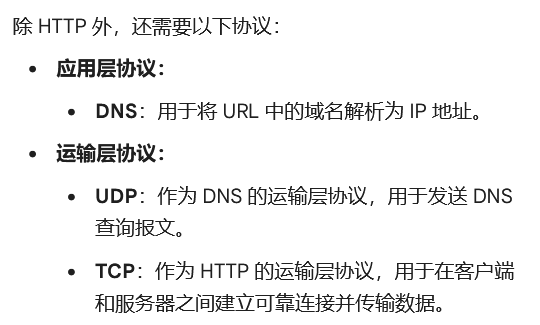 除 HTTP 外，还需要以下协议：
• 应用层协议：
• DNS：用于将 URL 中的域名解析为 IP 地址。
• 运输层协议：
• UDP：作为 DNS 的运输层协议，用于发送 DNS
查询报文。
• TCP：作为 HTTP 的运输层协议，用于在客户端
和服务器之间建立可靠连接并传输数据。